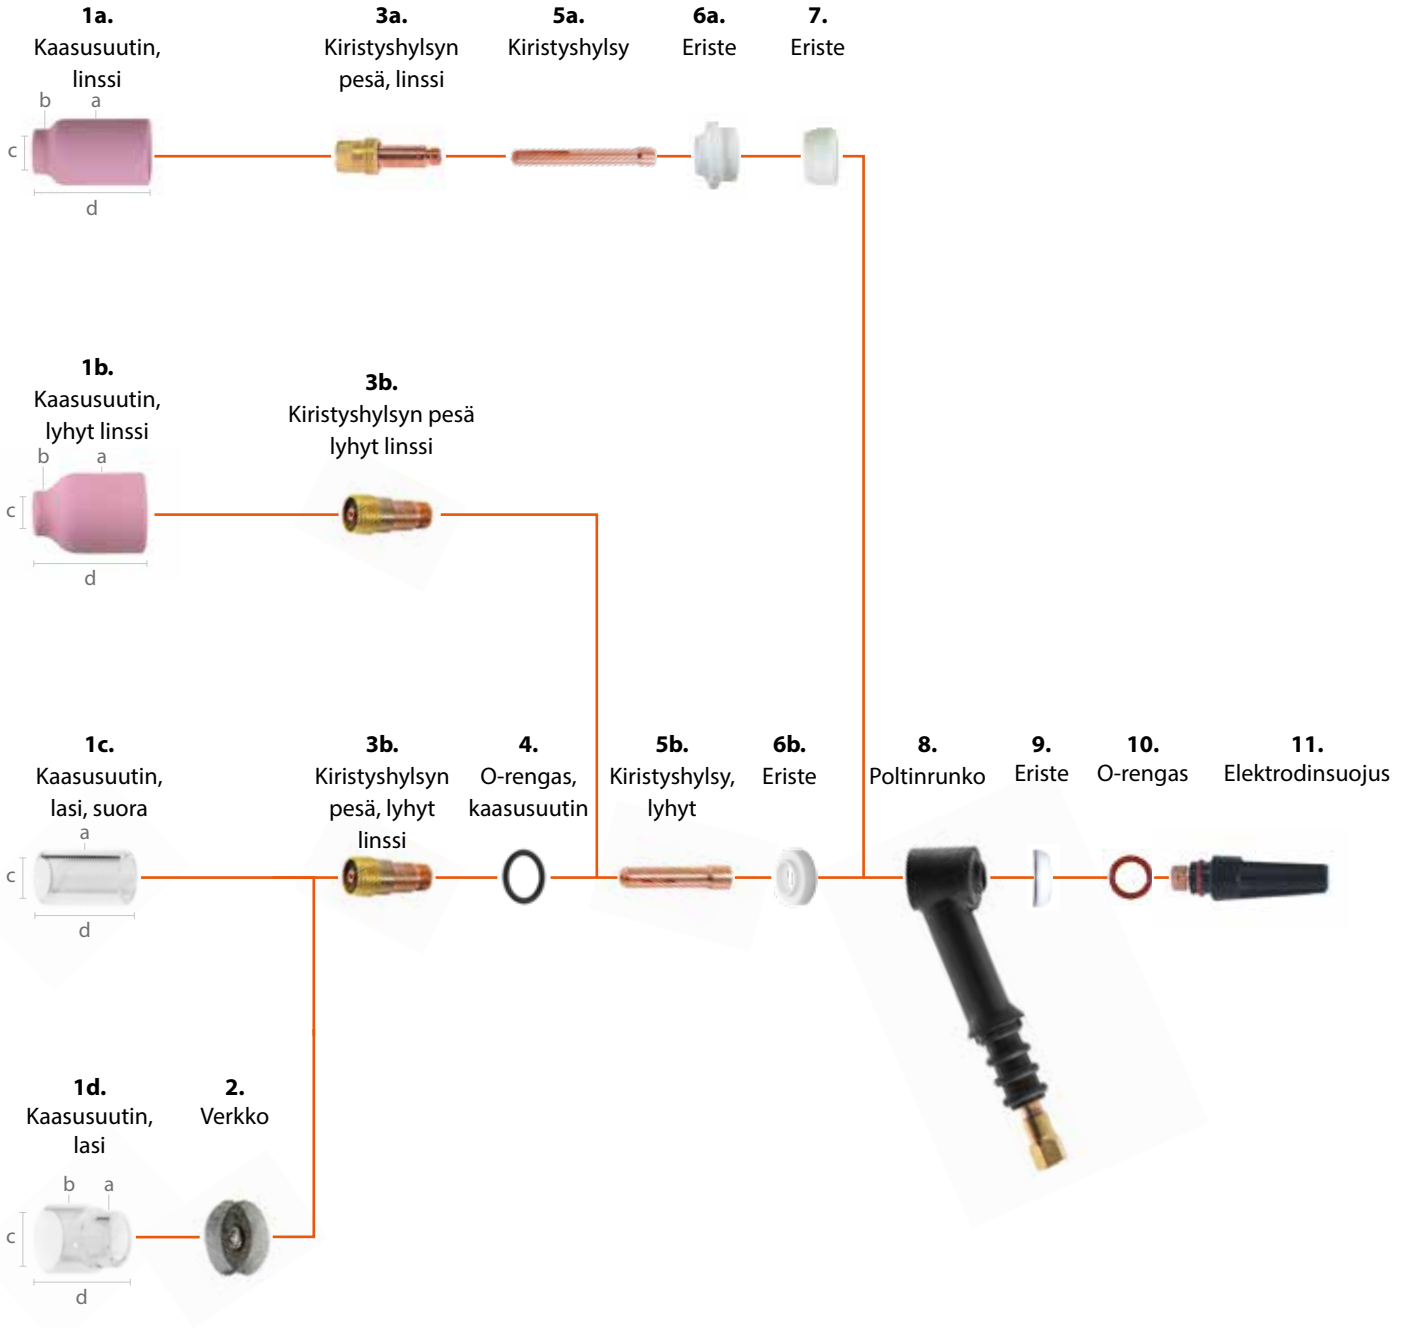 1a.
Kaasusuutin,
linssi
b a
c
d
3a.
Kiristyshylsyn
pesä, linssi
5a.
Kiristyshylsy
6a.
Eriste
7.
Eriste
1b.
Kaasusuutin,
lyhyt linssi
b a
c
d
3b.
Kiristyshylsyn pesä
lyhyt linssi
1c.
Kaasusuutin,
lasi, suora
a
c
d
3b.
Kiristyshylsyn
pesä, lyhyt
linssi
4.
O-rengas,
kaasusuutin
5b.
Kiristyshylsy,
lyhyt
6b.
Eriste
8.
Poltinrunko
9.
Eriste
10.
O-rengas
11.
Elektrodinsuojus
1d.
Kaasusuutin,
lasi
b a
c
d
2.
Verkko